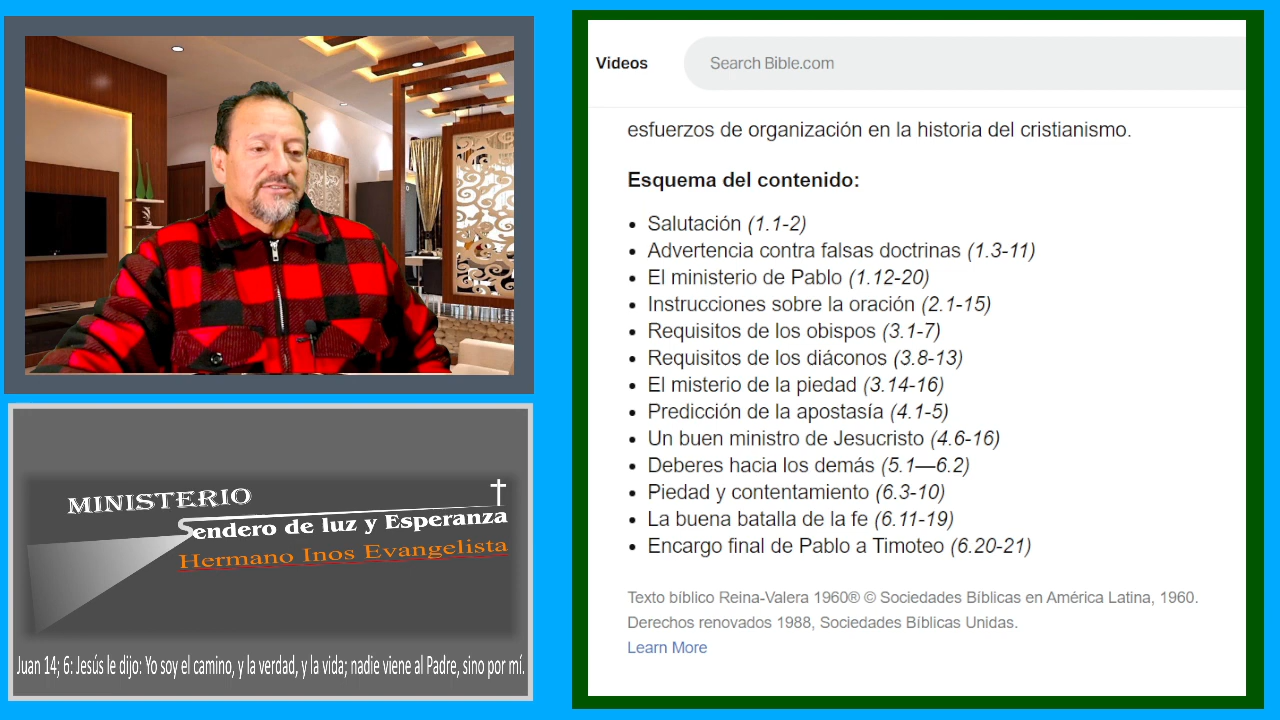 Videos
Search Bible.com
esfuerzos de organización en la historia del cristianismo.
Esquema del contenido:
• Salutación (1.1-2)
• Advertencia contra falsas doctrinas (1.3-11)
• El ministerio de Pablo (1.12-20)
• Instrucciones sobre la oración (2.1-15)
• Requisitos de los obispos (3.1-7)
• Requisitos de los diáconos (3.8-13)
• El misterio de la piedad (3.14-16)
• Predicción de la apostasía (4.1-5)
• Un buen ministro de Jesucristo (4.6-16)
• Deberes hacia los demás (5.1—6.2)
• Piedad y contentamiento (6.3-10)
• La buena batalla de la fe (6.11-19)
• Encargo final de Pablo a Timoteo (6.20-21)
Texto bíblico Reina-Valera 1960® © Sociedades Bíblicas en América Latina, 1960.
Derechos renovados 1988, Sociedades Bíblicas Unidas.
Learn More
MINISTERIO
Sendero de luz y Esperanza
Hermano Inos Evangelista
Juan 14; 6: Jesús le dijo: Yo soy el camino, y la verdad, y la vida; nadie viene al Padre, sino por mí.